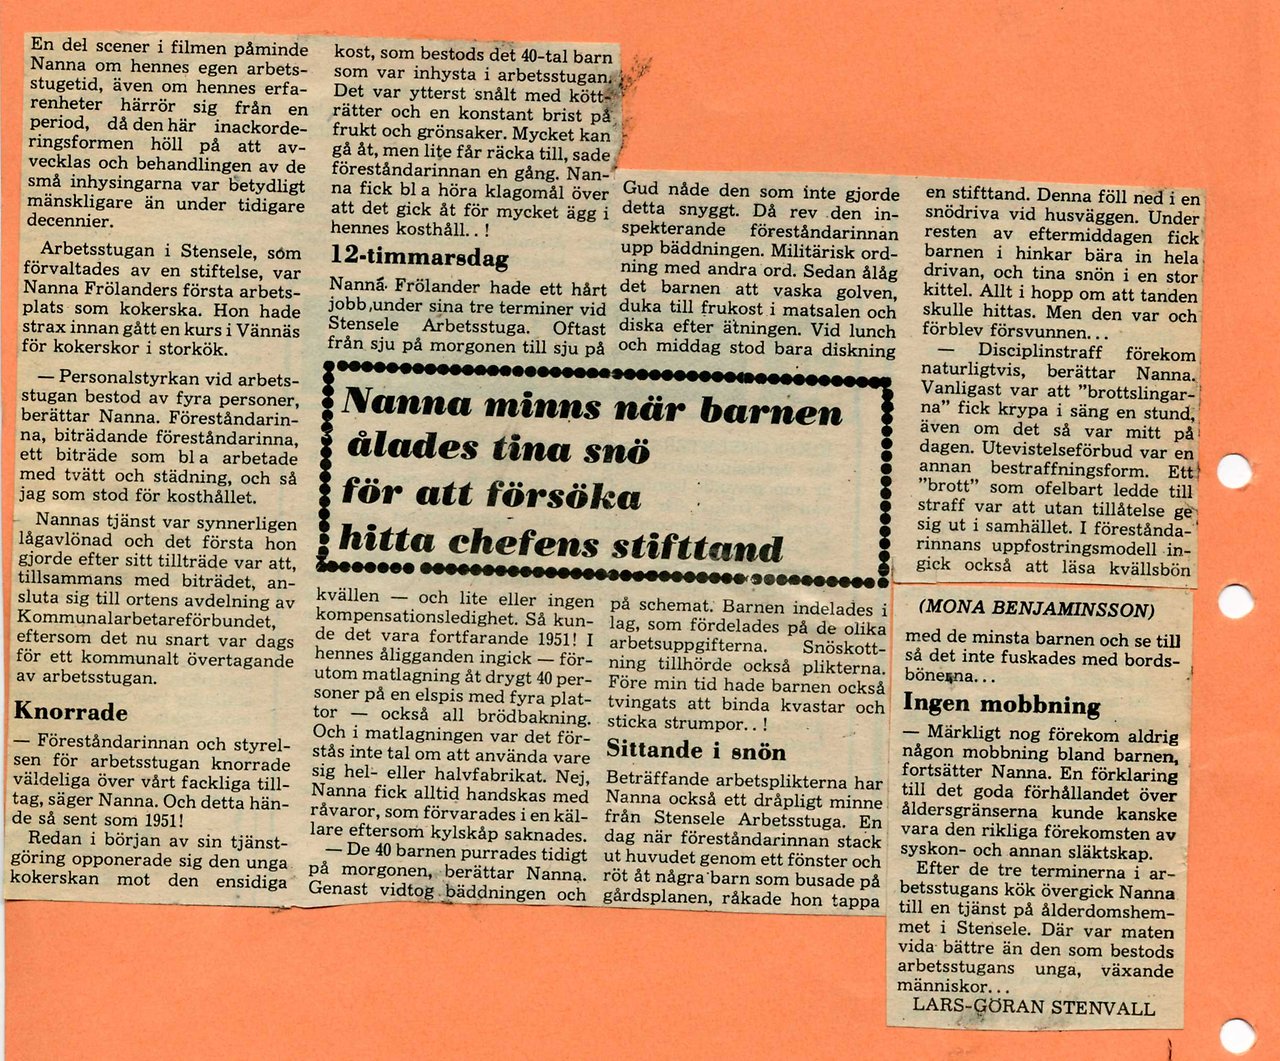 En del scener i filmen påminde
Nanna om hennes egen arbets-
stugetid, även om hennes erfa-
renheter härrör sig från en
period, då den här inackorde-
ringsformen höll på att av-
vecklas och behandlingen av de
små inhysingarna var betydligt
mänskligare än under tidigare
decennier.
Arbetsstugan i Stensele, som
förvaltades av en stiftelse, var
Nanna Frölanders första arbets-
plats som kokerska. Hon hade
strax innan gått en kurs i Vännäs
för kokerskor i storkök.
— Personalstyrkan vid arbets-
stugan bestod av fyra personer,
berättar Nanna. Föreståndarin-
na, biträdande föreståndarinna,
ett biträde som bl a arbetade
med tvätt och städning, och så
jag som stod för kosthållet.
Nannas tjänst var synnerligen
lågavlönad och det första hon
gjorde efter sitt tillträde var att,
tillsammans med biträdet, an-
sluta sig till ortens avdelning av
Kommunalarbetareförbundet,
eftersom det nu snart var dags
för ett kommunalt övertagande
av arbetsstugan.
Knorrade
— Föreståndarinnan och styrel-
sen för arbetsstugan knorrade
väldeliga över vårt fackliga till-
tag, säger Nanna. Och detta hän-
de så sent som 1951!
Redan i början av sin tjänst-
göring opponerade sig den unga
kokerskan mot den ensidiga
kost, som bestods det 40-tal barn
som var inhysta i arbetsstugan.
Det var ytterst snålt med kött-
rätter och en konstant brist på
frukt och grönsaker. Mycket kan
gå åt, men lite får räcka till, sade
föreståndarinnan en gång. Nan-
na fick bl a höra klagomål över
att det gick åt för mycket ägg i
hennes kosthåll..!
12-timmarsdag
Nanna Frölander hade ett hårt
jobb under sina tre terminer vid
Stensele Arbetsstuga. Oftast
från sju på morgonen till sju på
Nanna minns när barnen
ålades tina snö
för att försöka
hitta chefens stifttand
kvällen — och lite eller ingen
kompensationsledighet. Så kun-
de det vara fortfarande 1951! I
hennes åligganden ingick — för-
utom matlagning åt drygt 40 per-
soner på en elspis med fyra plat-
tor — också all brödbakning.
Och i matlagningen var det för-
stås inte tal om att använda vare
sig hel- eller halvfabrikat. Nej,
Nanna fick alltid handskas med
råvaror, som förvarades i en käl-
lare eftersom kylskåp saknades.
— De 40 barnen purrades tidigt
på morgonen, berättar Nanna.
Genast vidtog bäddningen och
Gud nåde den som inte gjorde
detta snyggt. Då rev den in-
spekterande föreståndarinnan
upp bäddningen. Militärisk ord-
ning med andra ord. Sedan ålåg
det barnen att vaska golven,
duka till frukost i matsalen och
diska efter ätningen. Vid lunch
och middag stod bara diskning
på schemat. Barnen indelades i
lag, som fördelades på de olika
arbetsuppgifterna. Snöskott-
ning tillhörde också plikterna.
Före min tid hade barnen också
tvingats att binda kvastar och
sticka strumpor..!
Sittande i snön
Beträffande arbetsplikterna har
Nanna också ett dråpligt minne
från Stensele Arbetsstuga. En
dag när föreståndarinnan stack
ut huvudet genom ett fönster och
röt åt några barn som busade på
gårdsplanen, råkade hon tappa
en stifttand. Denna föll ned i en
snödriva vid husväggen. Under
resten av eftermiddagen fick
barnen i hinkar bära in hela
drivan, och tina snön i en stor
kittel. Allt i hopp om att tanden
skulle hittas. Men den var och
förblev försvunnen...
— Disciplinstraff förekom
naturligtvis, berättar Nanna.
Vanligast var att ”brottslingar-
na” fick krypa i säng en stund,
även om det så var mitt på
dagen. Utevistelseförbud var en
annan bestraffningsform. Ett
”brott” som ofelbart ledde till
straff var att utan tillåtelse ge
sig ut i samhället. I förestånda-
rinnans uppfostringsmodell in-
gick också att läsa kvällsbön
(MONA BENJAMINSSON)
med de minsta barnen och se till
så det inte fuskades med bords-
bönerna...
Ingen mobbning
— Märkligt nog förekom aldrig
någon mobbning bland barnen,
fortsätter Nanna. En förklaring
till det goda förhållandet över
åldersgränserna kunde kanske
vara den rikliga förekomsten av
syskon- och annan släktskap.
Efter de tre terminerna i ar-
betsstugans kök övergick Nanna
till en tjänst på ålderdomshem-
met i Stensele. Där var maten
vida bättre än den som bestods
arbetsstugans unga, växande
människor...
LARS-GÖRAN STENVALL